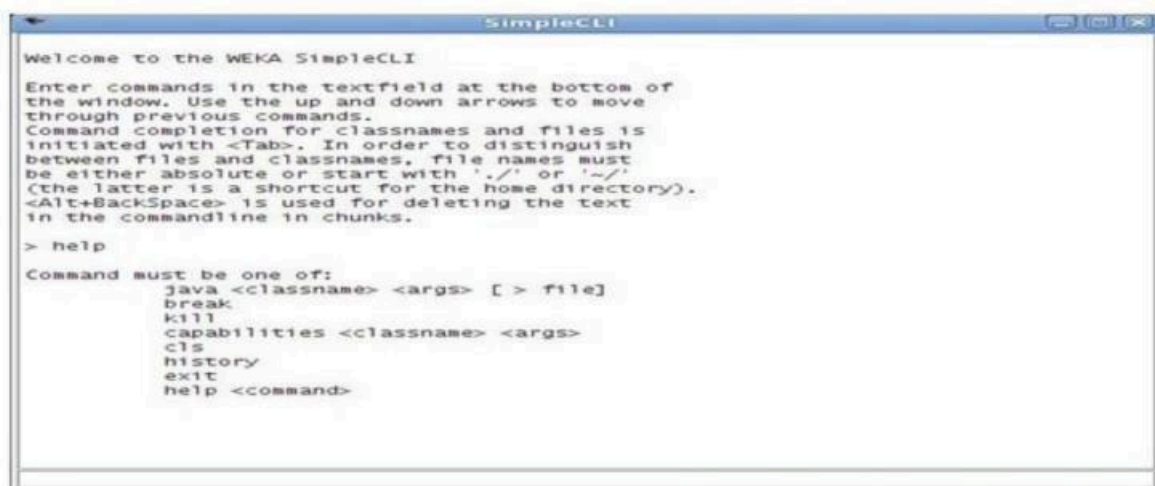 SimpleCLI
Welcome to the WEKA SimpleCLI
Enter commands in the textfield at the bottom of
the window. Use the up and down arrows to move
through previous commands.
Command completion for classnames and files is
initiated with <Tab>. In order to distinguish
between files and classnames, file names must
be either absolute or start with './' or '~/'
(the latter is a shortcut for the home directory).
<Alt+BackSpace> is used for deleting the text
in the commandline in chunks.
> help
Command must be one of:
java <classname> <args> [ > file]
break
kill
capabilities <classname> <args>
cls
history
exit
help <command>